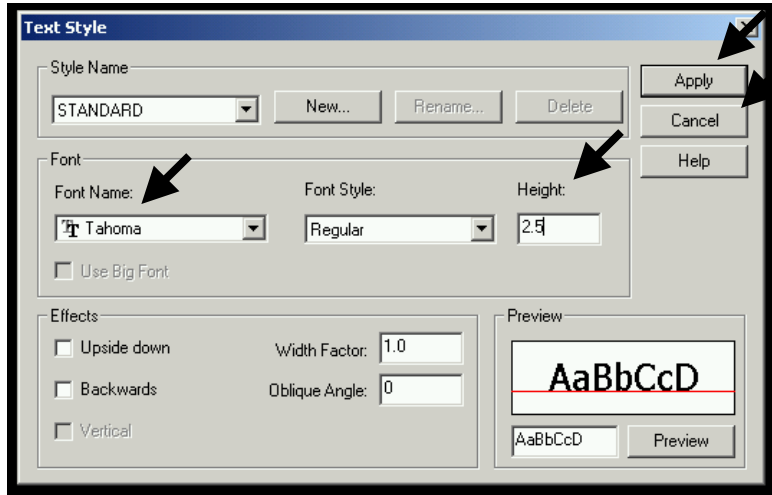 Text Style
Style Name
STANDARD
New...
Rename...
Delete
Apply
Cancel
Help
Font
Font Name:
Font Style:
Height:
Tahoma
Regular
2.5
Use Big Font
Effects
Upside down
Width Factor: 1.0
Backwards
Oblique Angle: 0
Vertical
Preview
AaBbCcD
AaBbCcD
Preview